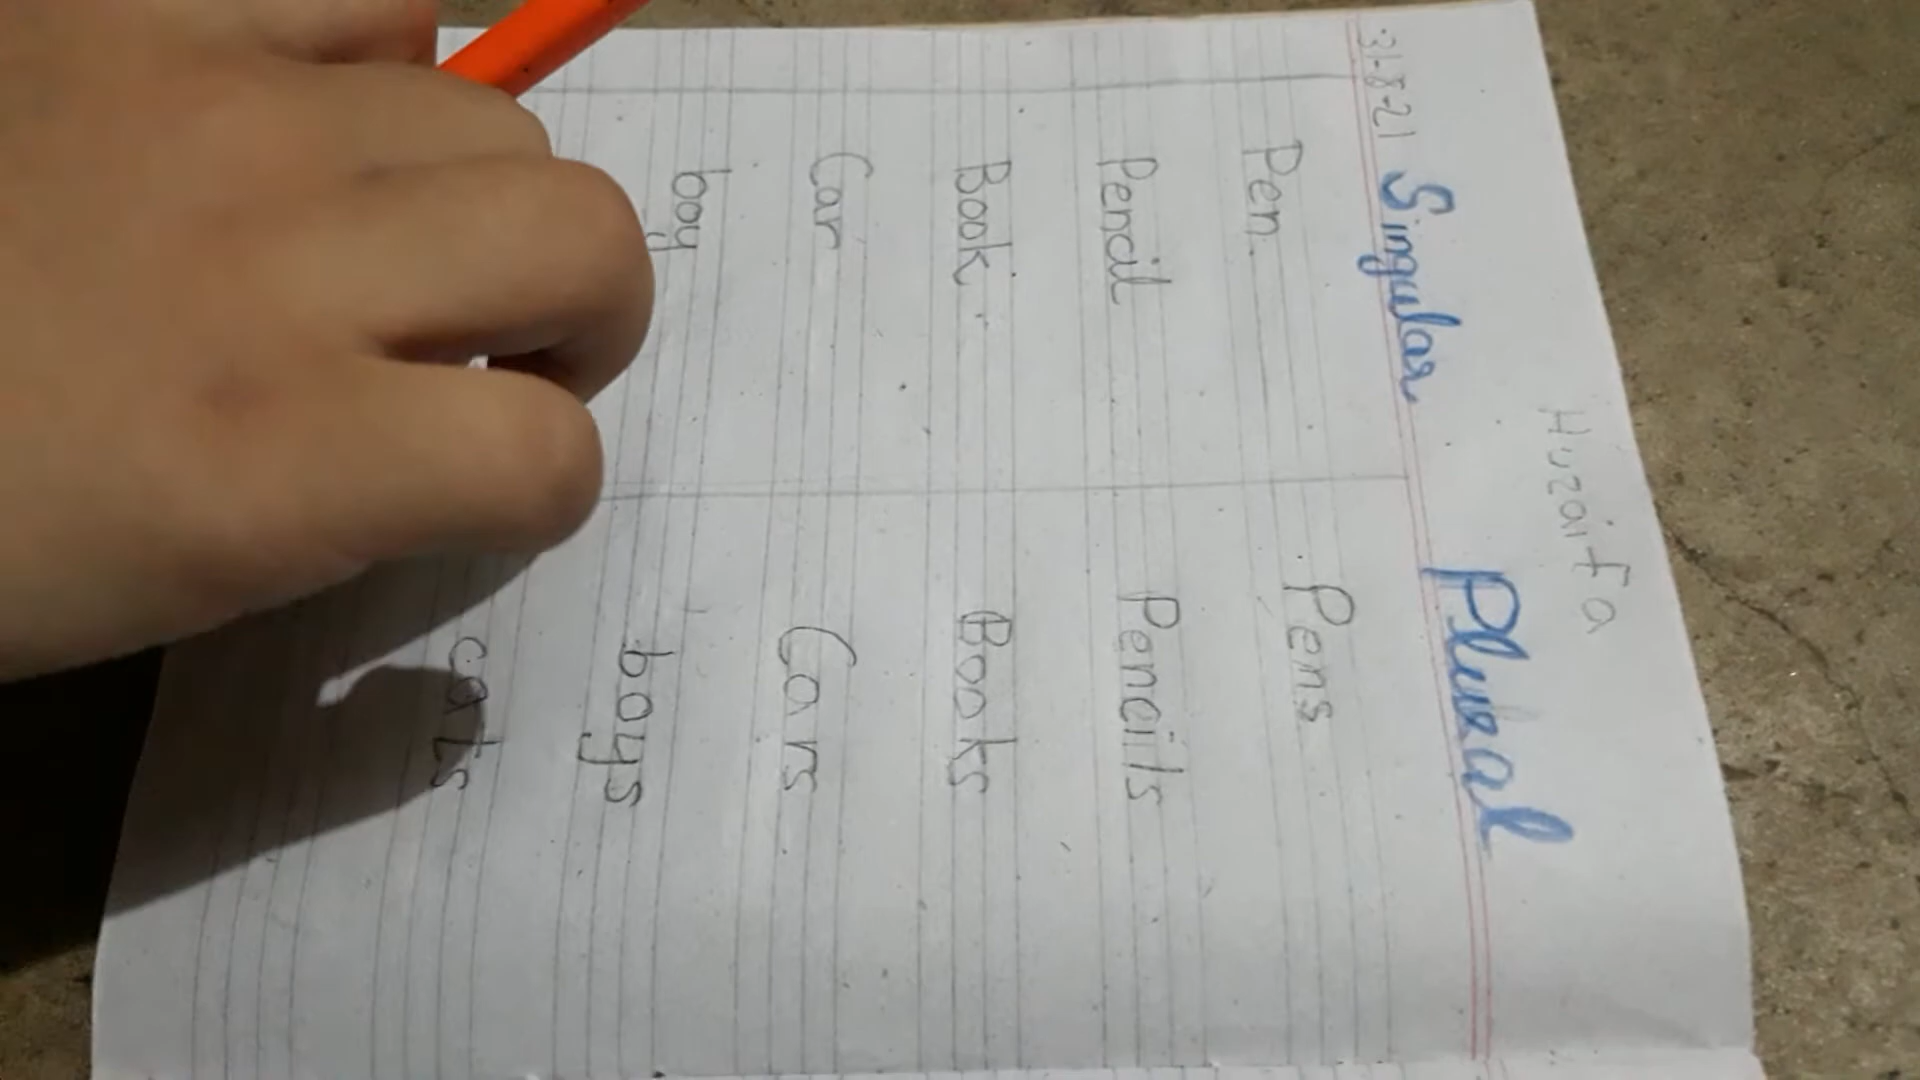 Huzaifa
31-8-21 Singular Plural
Pen Pens
Pencil Pencils
Book Books
Car Cars
boy boys
cats